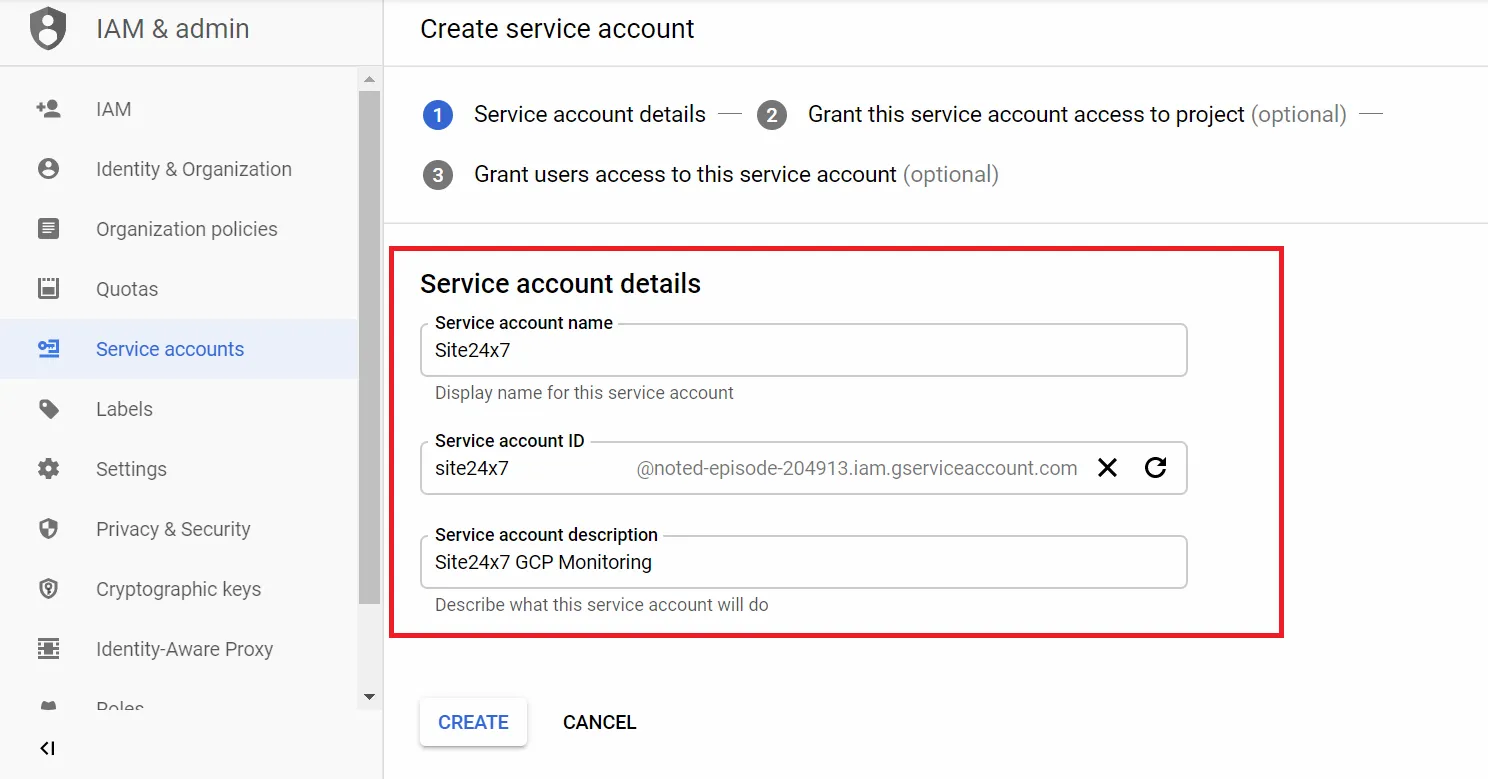 IAM & admin
IAM
Identity & Organization
Organization policies
Quotas
Service accounts
Labels
Settings
Privacy & Security
Cryptographic keys
Identity-Aware Proxy
Roles
Create service account
1 Service account details — 2 Grant this service account access to project (optional) —
3 Grant users access to this service account (optional)
Service account details
Service account name
Site24x7
Display name for this service account
Service account ID
site24x7 @noted-episode-204913.iam.gserviceaccount.com
Service account description
Site24x7 GCP Monitoring
Describe what this service account will do
CREATE CANCEL